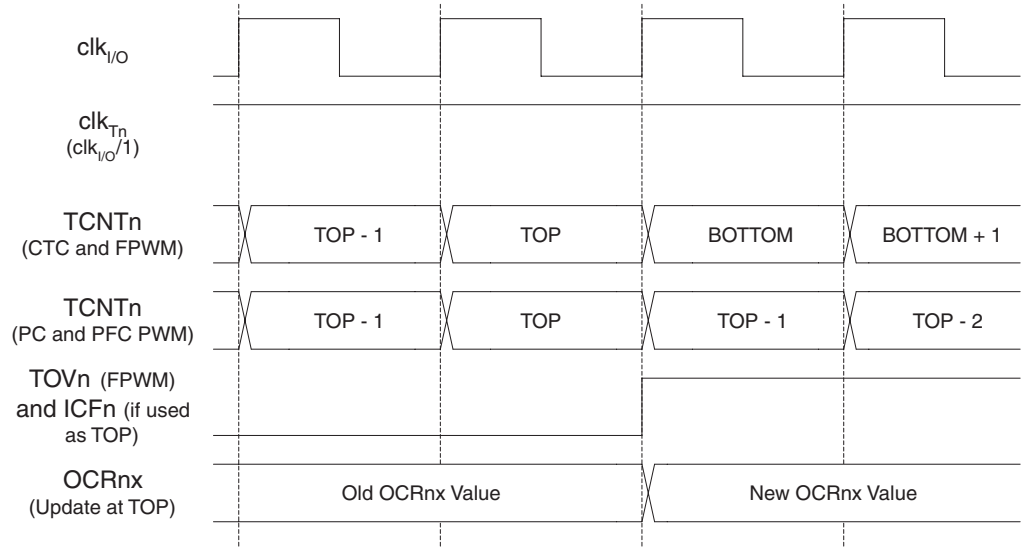 clkI/O
clkTn
(clkI/O/1)
TCNTn
(CTC and FPWM)
TOP - 1
TOP
BOTTOM
BOTTOM + 1
TCNTn
(PC and PFC PWM)
TOP - 1
TOP
TOP - 1
TOP - 2
TOVn (FPWM)
and ICFn (if used
as TOP)
OCRnx
(Update at TOP)
Old OCRnx Value
New OCRnx Value